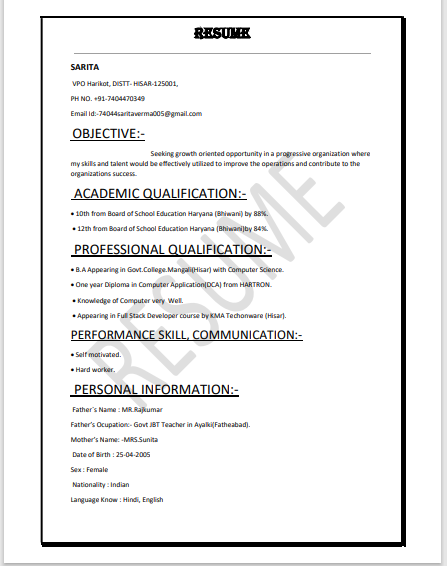 RESUME
SARITA
VPO Harikot, DISTT- HISAR-125001,
PH NO. +91-7404470349
Email Id:-74044saritaverma005@gmail.com
OBJECTIVE:-
Seeking growth oriented opportunity in a progressive organization where
my skills and talent would be effectively utilized to improve the operations and contribute to the
organizations success.
ACADEMIC QUALIFICATION:-
• 10th from Board of School Education Haryana (Bhiwani) by 88%.
• 12th from Board of School Education Haryana (Bhiwani)by 84%.
PROFESSIONAL QUALIFICATION:-
• B.A Appearing in Govt.College.Mangali(Hisar) with Computer Science.
• One year Diploma in Computer Application(DCA) from HARTRON.
• Knowledge of Computer very Well.
• Appearing in Full Stack Developer course by KMA Techonware (Hisar).
PERFORMANCE SKILL, COMMUNICATION:-
• Self motivated.
• Hard worker.
PERSONAL INFORMATION:-
Father`s Name : MR.Rajkumar
Father's Ocupation:- Govt JBT Teacher in Ayalki(Fatheabad).
Mother's Name: -MRS.Sunita
Date of Birth : 25-04-2005
Sex : Female
Nationality : Indian
Language Know : Hindi, English
RESUME